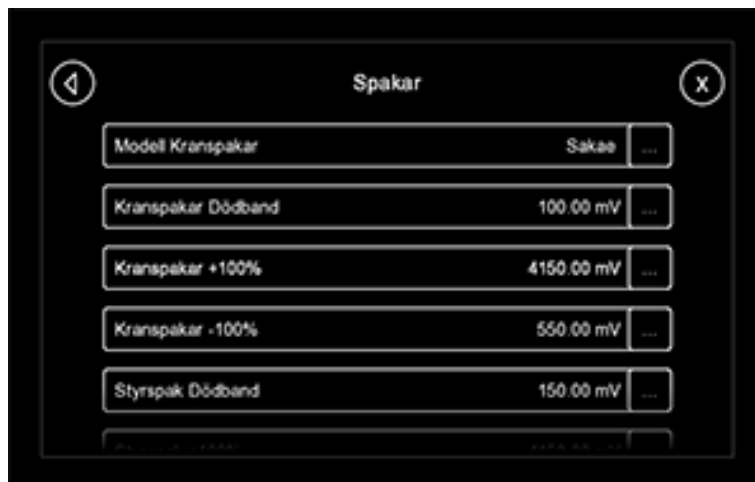 Spakar
X
Modell Kranspakar Sakae ...
Kranspakar Dödband 100.00 mV ...
Kranspakar +100% 4150.00 mV ...
Kranspakar -100% 550.00 mV ...
Styrspak Dödband 150.00 mV ...